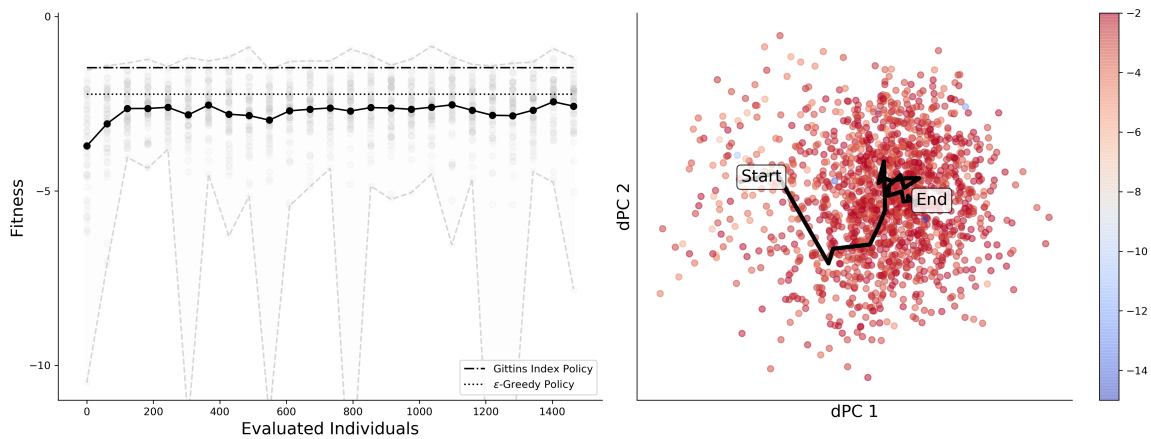 0
−5
−10
Fitness
0
200
400
600
800
1000
1200
1400
Evaluated Individuals
Gittins Index Policy
ε-Greedy Policy
dPC 2
Start
End
dPC 1
−2
−4
−6
−8
−10
−12
−14